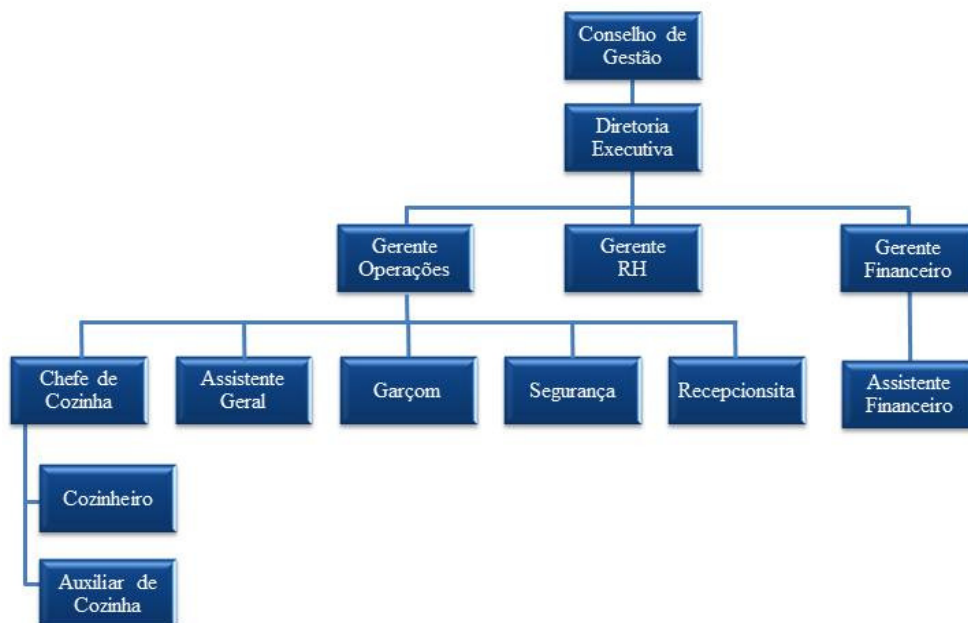 Conselho de
Gestão
Diretoria
Executiva
Gerente
Operações
Gerente
RH
Gerente
Financeiro
Chefe de
Cozinha
Assistente
Geral
Garçom
Segurança
Recepcionsita
Assistente
Financeiro
Cozinheiro
Auxiliar de
Cozinha